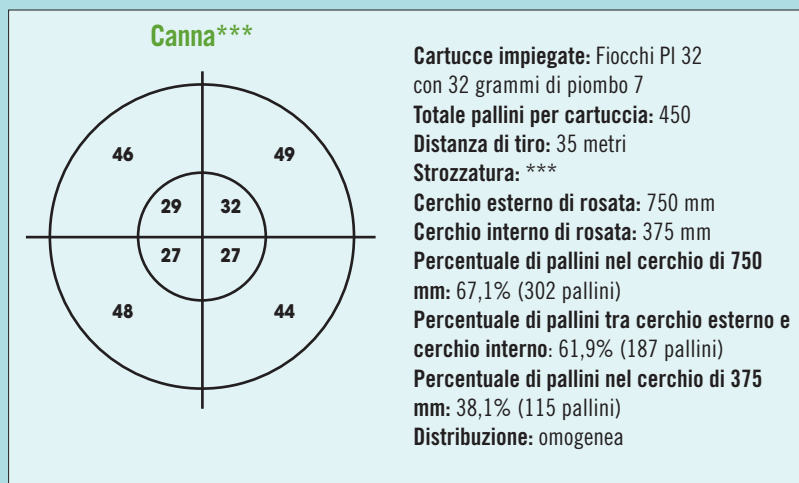 Canna***
46
49
29
32
27
27
48
44
Cartucce impiegate: Fiocchi Pl 32
con 32 grammi di piombo 7
Totale pallini per cartuccia: 450
Distanza di tiro: 35 metri
Strozzatura: ***
Cerchio esterno di rosata: 750 mm
Cerchio interno di rosata: 375 mm
Percentuale di pallini nel cerchio di 750
mm: 67,1% (302 pallini)
Percentuale di pallini tra cerchio esterno e
cerchio interno: 61,9% (187 pallini)
Percentuale di pallini nel cerchio di 375
mm: 38,1% (115 pallini)
Distribuzione: omogenea